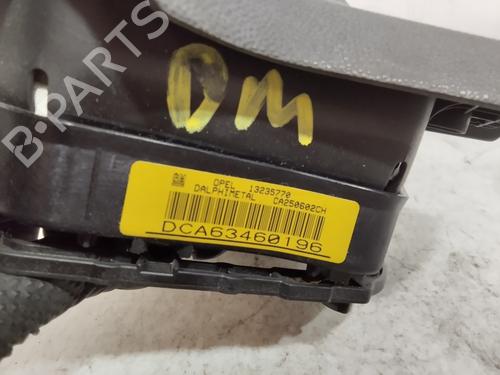 B-PARTS
DM
OPEL 13235770
DALPHIMETAL CA250602CH
DCA63460196